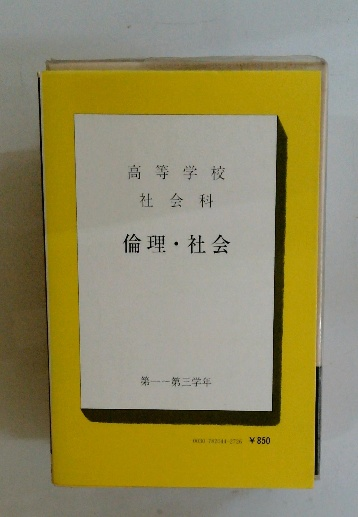 高等学校
社会科
倫理・社会
第一―第三学年
¥850